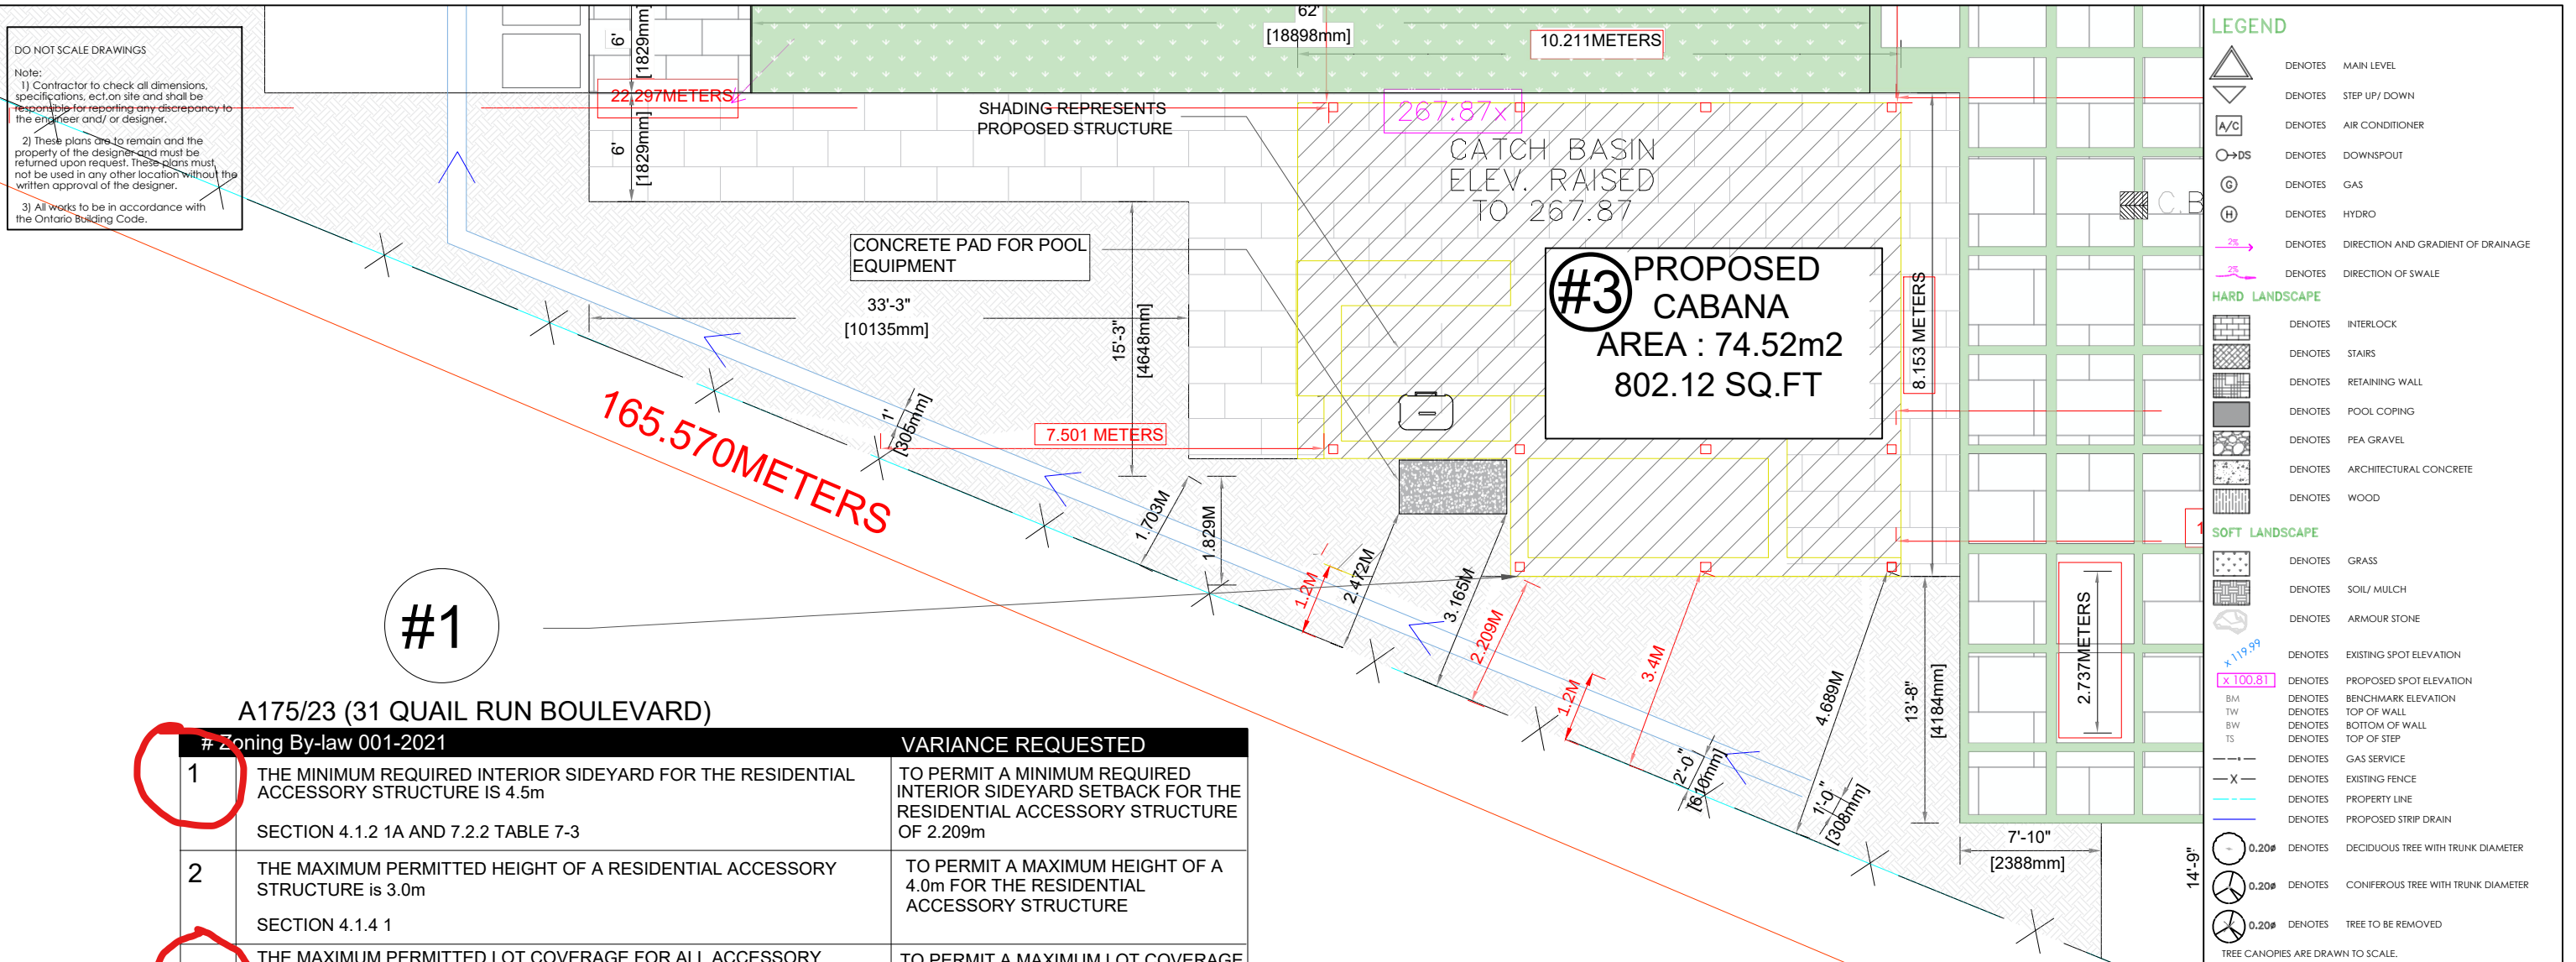 DO NOT SCALE DRAWINGS
Note:
1) Contractor to check all dimensions,
specifications, ect.on site and shall be
responsible for reporting any discrepancy to
the engineer and/ or designer.
2) These plans are to remain and the
property of the designer and must be
returned upon request. These plans must
not be used in any other location without the
written approval of the designer.
3) All works to be in accordance with
the Ontario Building Code.
6'
[1829mm]
22.297METERS
6'
[1829mm]
62'
[18898mm]
10.211METERS
SHADING REPRESENTS
PROPOSED STRUCTURE
267.87x
CATCH BASIN
ELEV. RAISED
TO 267.87
C.B
CONCRETE PAD FOR POOL
EQUIPMENT
33'-3"
[10135mm]
15'-3"
[4648mm]
#3
PROPOSED
CABANA
AREA : 74.52m2
802.12 SQ.FT
8.153 METERS
165.570METERS
1'
[305mm]
7.501 METERS
1.703M
1.829M
1.2M
2.472M
3.165M
2.209M
1.2M
3.4M
2'-0"
[610mm]
4.689M
1'-0"
[308mm]
13'-8"
[4184mm]
2.737METERS
7'-10"
[2388mm]
14'-9"
1
#1
A175/23 (31 QUAIL RUN BOULEVARD)
# Zoning By-law 001-2021
VARIANCE REQUESTED
1
THE MINIMUM REQUIRED INTERIOR SIDEYARD FOR THE RESIDENTIAL
ACCESSORY STRUCTURE IS 4.5m
SECTION 4.1.2 1A AND 7.2.2 TABLE 7-3
TO PERMIT A MINIMUM REQUIRED
INTERIOR SIDEYARD SETBACK FOR THE
RESIDENTIAL ACCESSORY STRUCTURE
OF 2.209m
2
THE MAXIMUM PERMITTED HEIGHT OF A RESIDENTIAL ACCESSORY
STRUCTURE is 3.0m
SECTION 4.1.4 1
TO PERMIT A MAXIMUM HEIGHT OF A
4.0m FOR THE RESIDENTIAL
ACCESSORY STRUCTURE
THE MAXIMUM PERMITTED LOT COVERAGE FOR ALL ACCESSORY
TO PERMIT A MAXIMUM LOT COVERAGE
LEGEND
DENOTES MAIN LEVEL
DENOTES STEP UP/ DOWN
A/C DENOTES AIR CONDITIONER
DS DENOTES DOWNSPOUT
G DENOTES GAS
H DENOTES HYDRO
2% DENOTES DIRECTION AND GRADIENT OF DRAINAGE
2% DENOTES DIRECTION OF SWALE
HARD LANDSCAPE
DENOTES INTERLOCK
DENOTES STAIRS
DENOTES RETAINING WALL
DENOTES POOL COPING
DENOTES PEA GRAVEL
DENOTES ARCHITECTURAL CONCRETE
DENOTES WOOD
SOFT LANDSCAPE
DENOTES GRASS
DENOTES SOIL/ MULCH
DENOTES ARMOUR STONE
x 119.99 DENOTES EXISTING SPOT ELEVATION
x 100.81 DENOTES PROPOSED SPOT ELEVATION
BM DENOTES BENCHMARK ELEVATION
TW DENOTES TOP OF WALL
BW DENOTES BOTTOM OF WALL
TS DENOTES TOP OF STEP
DENOTES GAS SERVICE
X DENOTES EXISTING FENCE
DENOTES PROPERTY LINE
DENOTES PROPOSED STRIP DRAIN
0.20ø DENOTES DECIDUOUS TREE WITH TRUNK DIAMETER
0.20ø DENOTES CONIFEROUS TREE WITH TRUNK DIAMETER
0.20ø DENOTES TREE TO BE REMOVED
TREE CANOPIES ARE DRAWN TO SCALE.